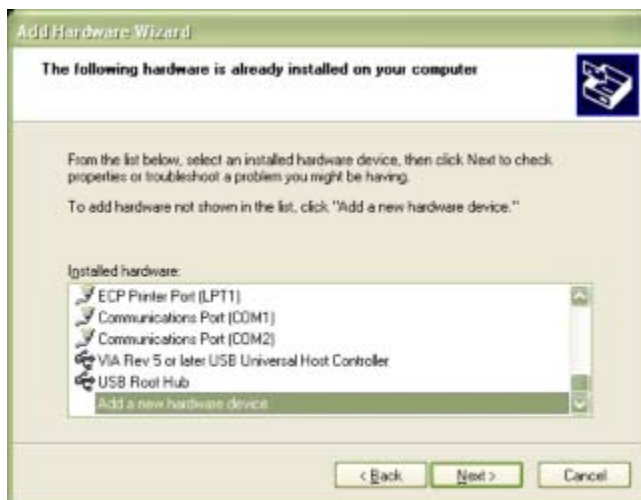 Add Hardware Wizard
The following hardware is already installed on your computer
From the list below, select an installed hardware device, then click Next to check
properties or troubleshoot a problem you might be having.
To add hardware not shown in the list, click "Add a new hardware device."
Installed hardware:
ECP Printer Port (LPT1)
Communications Port (COM1)
Communications Port (COM2)
VIA Rev 5 or later USB Universal Host Controller
USB Root Hub
Add a new hardware device
< Back Next > Cancel